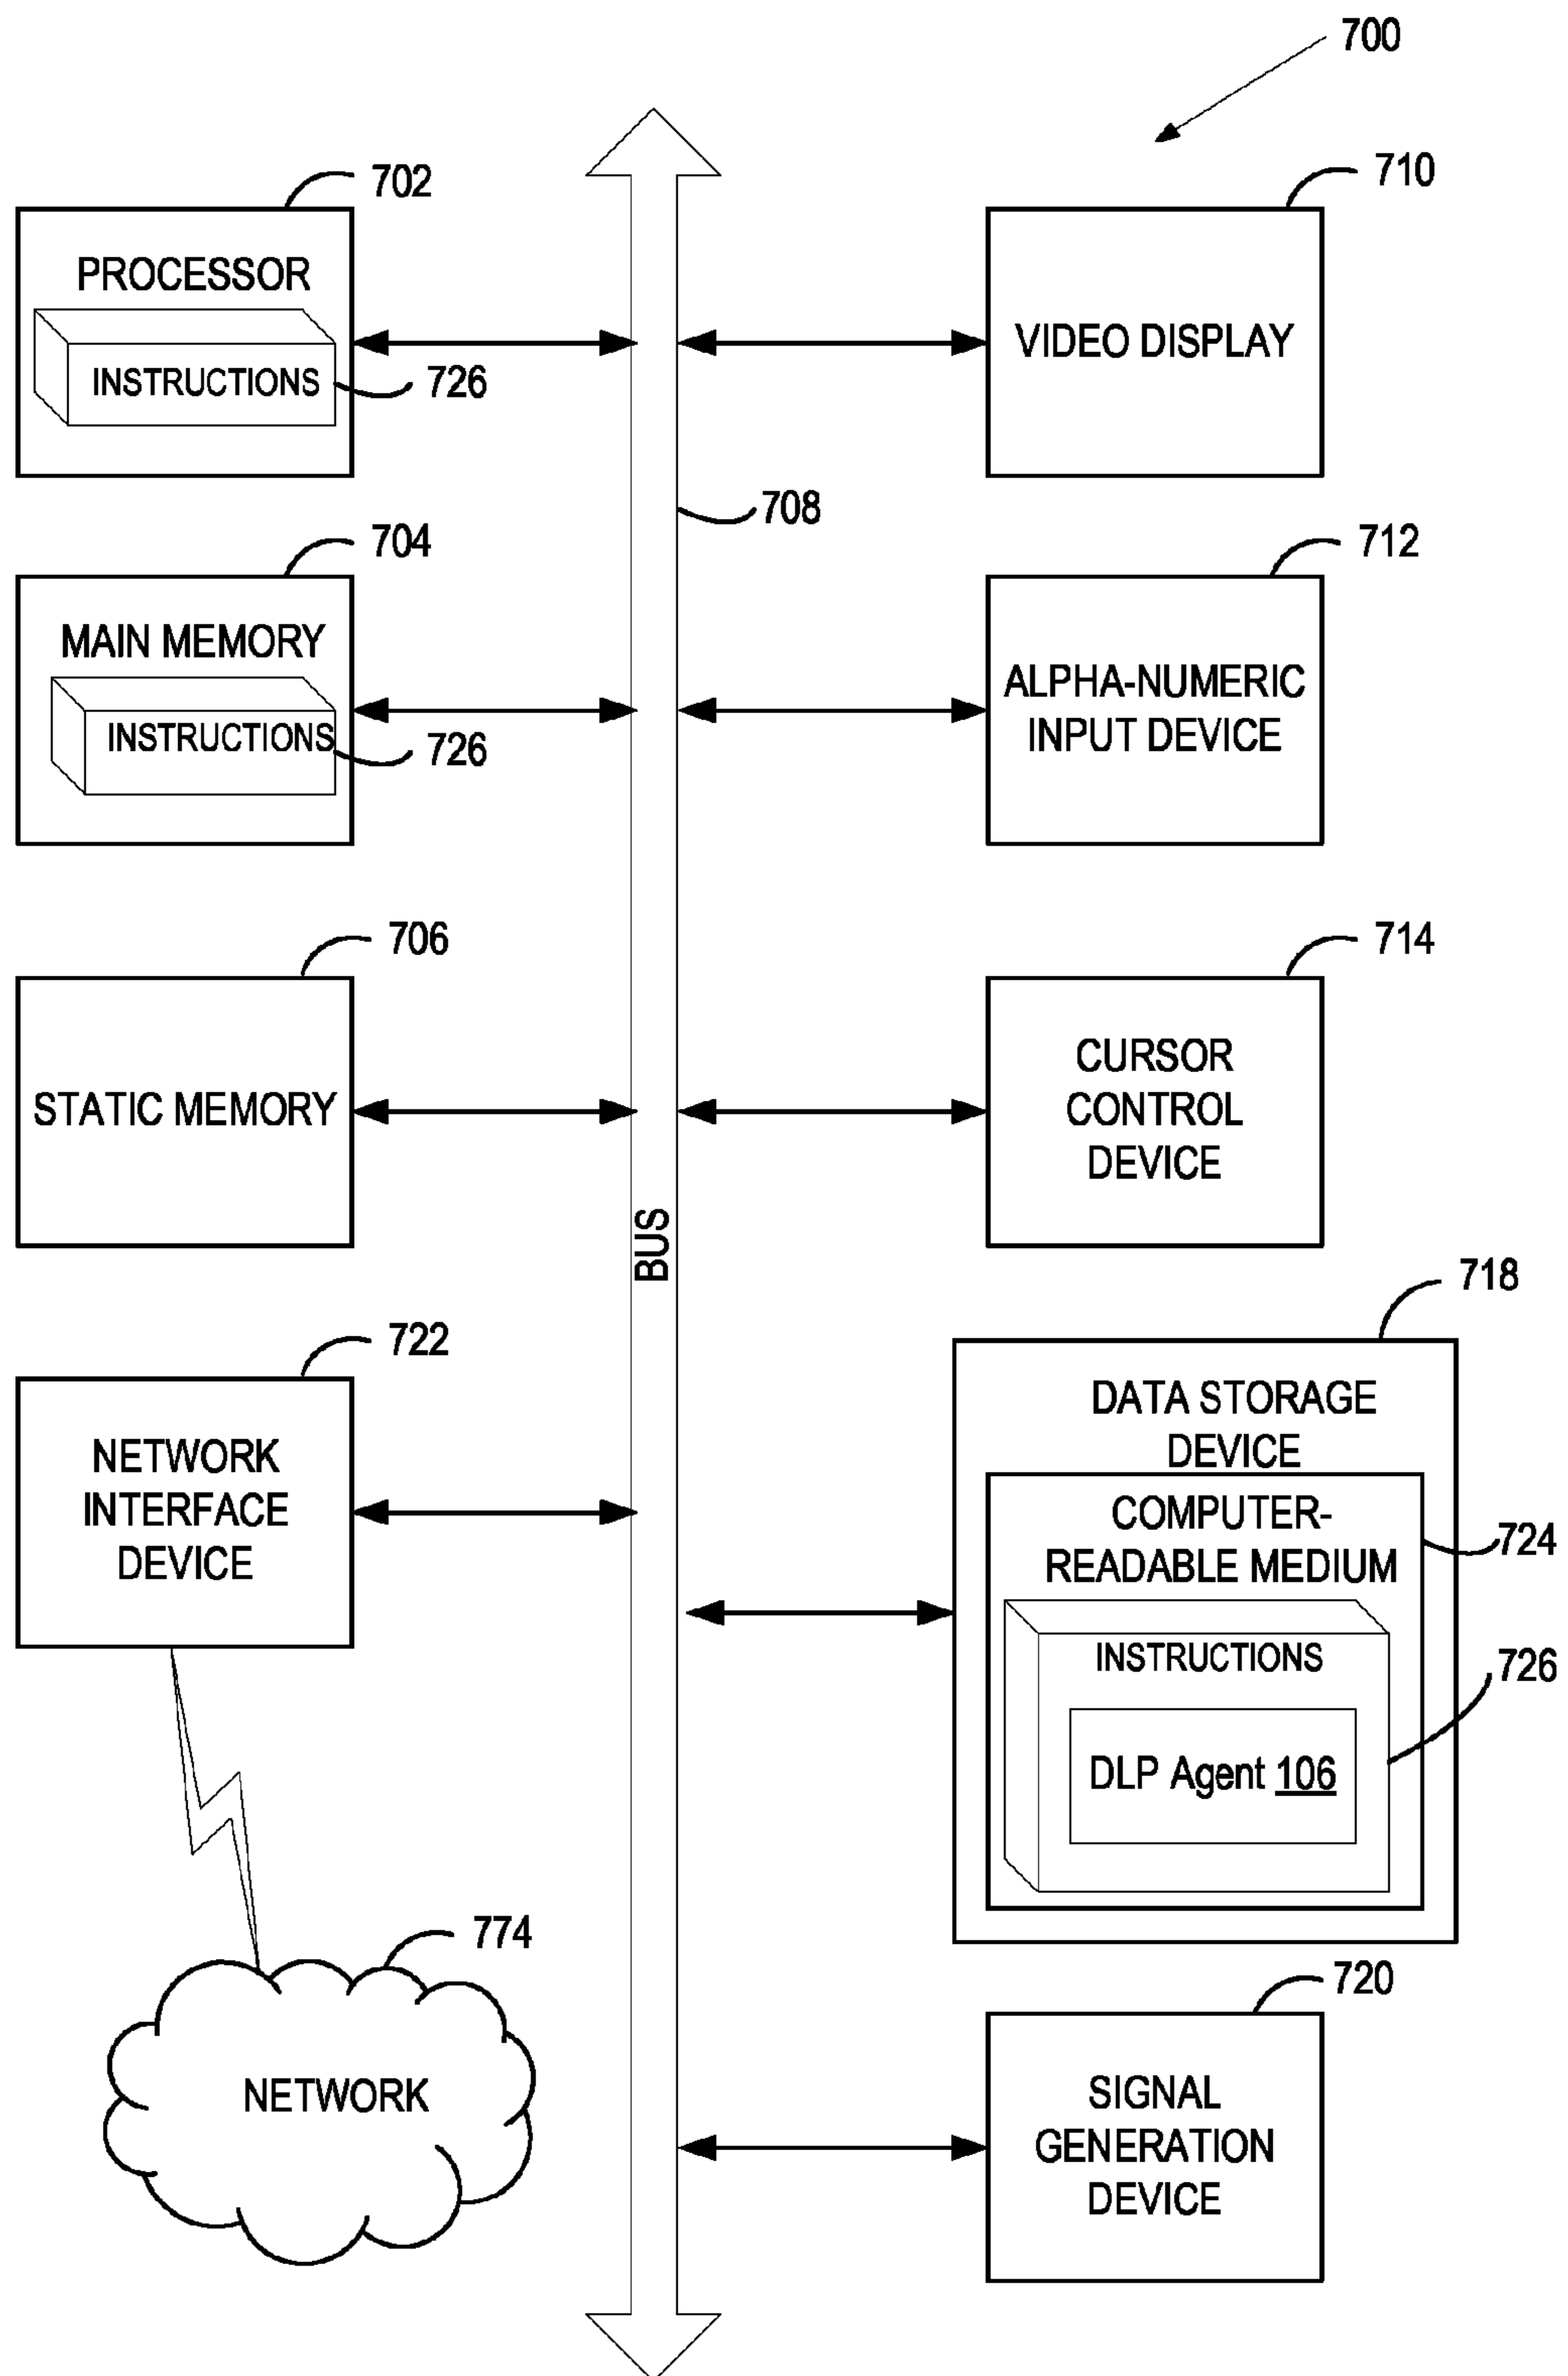 700
702
PROCESSOR
INSTRUCTIONS
726
710
VIDEO DISPLAY
708
704
MAIN MEMORY
INSTRUCTIONS
726
712
ALPHA-NUMERIC
INPUT DEVICE
706
STATIC MEMORY
714
CURSOR
CONTROL
DEVICE
BUS
722
NETWORK
INTERFACE
DEVICE
718
DATA STORAGE
DEVICE
COMPUTER-
READABLE MEDIUM
724
INSTRUCTIONS
726
DLP Agent 106
774
NETWORK
720
SIGNAL
GENERATION
DEVICE